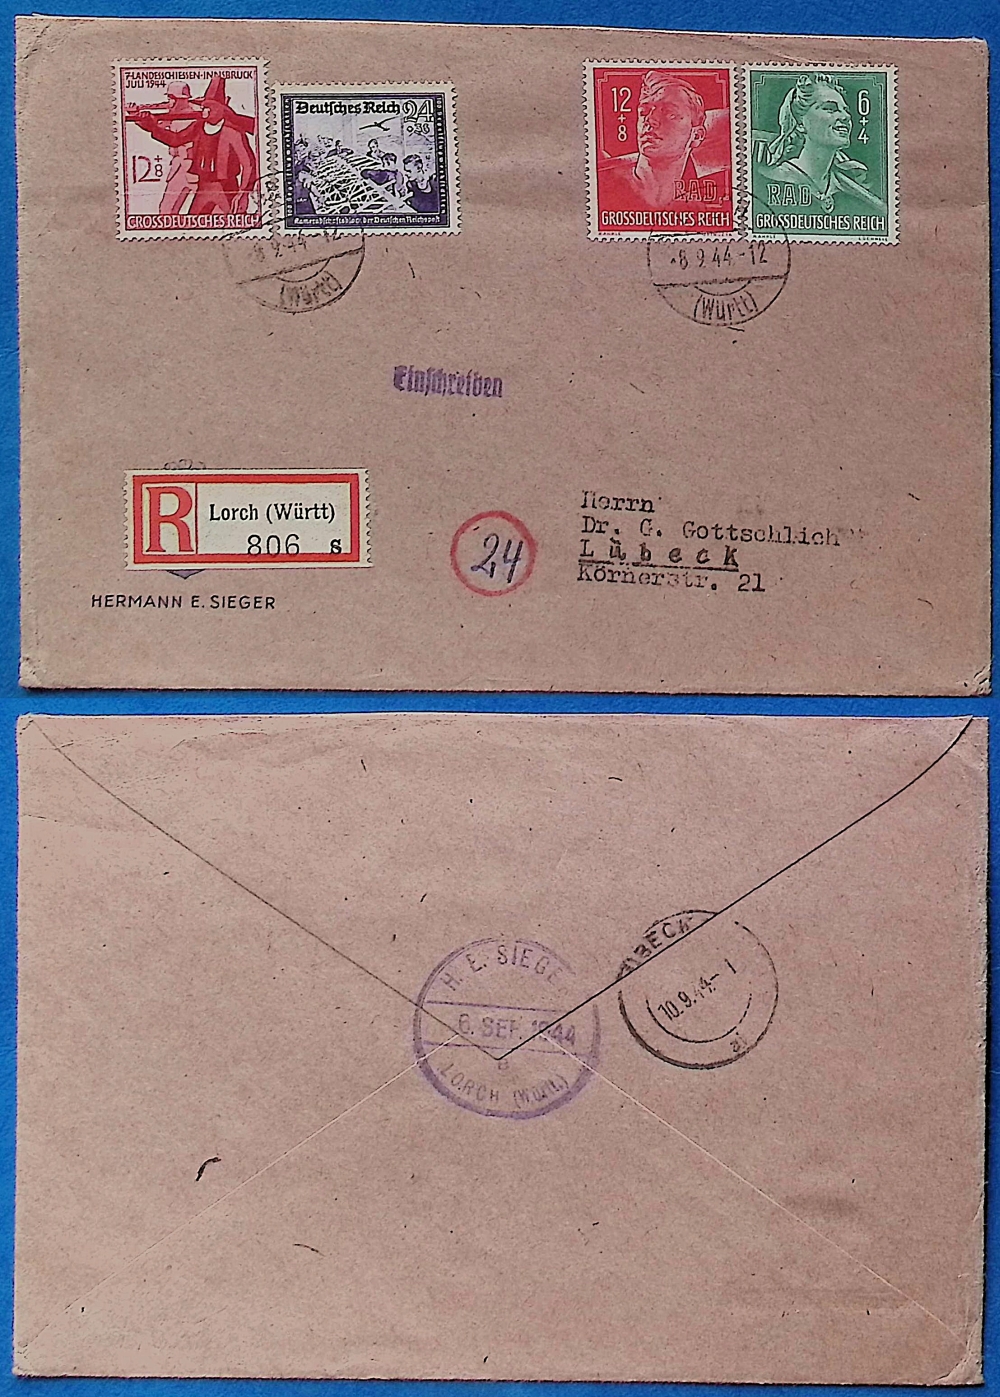 7·LANDESSCHIESSEN·INNSBRUCK
JULI 1944
12+8
GROSSDEUTSCHES REICH
Deutsches Reich 24
+36
Kameradschaftsblock der Deutschen Reichspost
12
+
8
RAD
GROSSDEUTSCHES REICH
6
+
4
RAD
GROSSDEUTSCHES REICH
8.9.44-12
(Württ)
-8.9.44-12
(Württ)
Einschreiben
R
Lorch (Württ)
806 s
HERMANN E. SIEGER
24
Herrn
Dr. G. Gottschlich
Lübeck
Körnerstr. 21
H. E. SIEGE
6. SEP. 1944
LORCH (Württ.)
BECK
10.9.44.-1